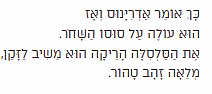 כָּךְ אוֹמֵר אַדְרִיָּנוּס וְאָז
הוּא עוֹלֶה עַל סוּסוֹ הַשָּׁחֹר.
אֶת הַסַּלְסִלָּה הָרֵיקָה הוּא מֵשִׁיב לַזָּקֵן,
מְלֵאָה זָהָב טָהוֹר.